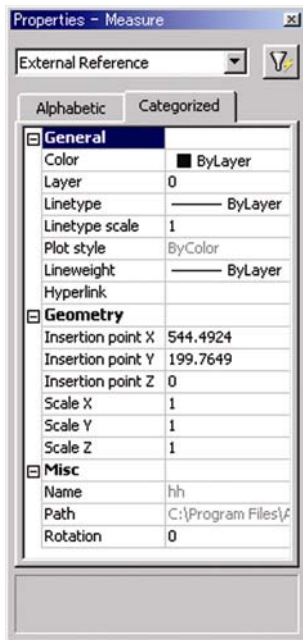 Properties - Measure
External Reference
Alphabetic Categorized
General
Color ByLayer
Layer 0
Linetype ByLayer
Linetype scale 1
Plot style ByColor
Lineweight ByLayer
Hyperlink
Geometry
Insertion point X 544.4924
Insertion point Y 199.7649
Insertion point Z 0
Scale X 1
Scale Y 1
Scale Z 1
Misc
Name hh
Path C:\Program Files\A
Rotation 0